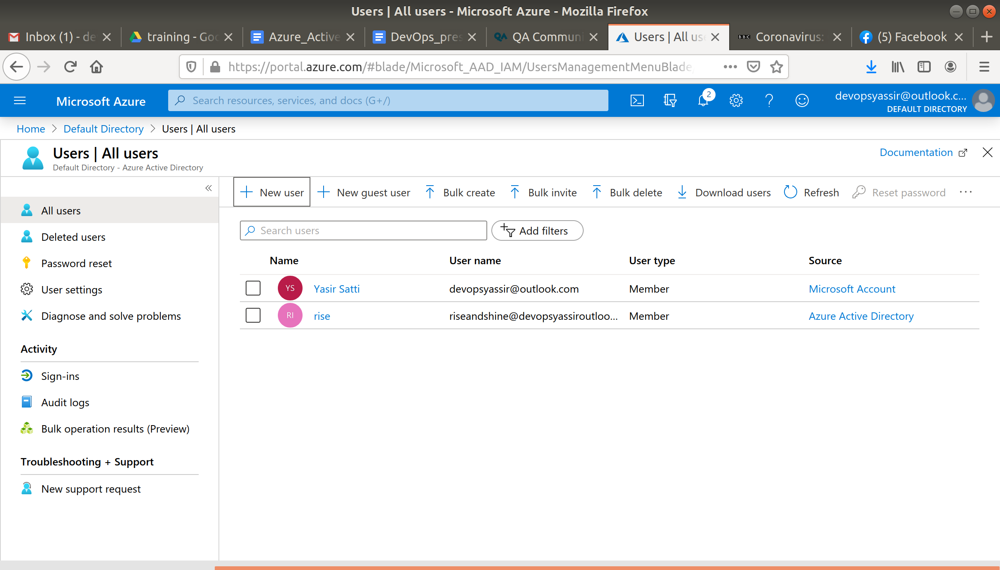 Users | All users - Microsoft Azure - Mozilla Firefox
Inbox (1) - de
training - Goo
Azure_Active
DevOps_pres
QA Communi
Users | All use
BBC Coronavirus:
(5) Facebook
https://portal.azure.com/#blade/Microsoft_AAD_IAM/UsersManagementMenuBlade
Microsoft Azure
Search resources, services, and docs (G+/)
2
devopsyassir@outlook.c...
DEFAULT DIRECTORY
Home > Default Directory > Users | All users
Users | All users
Default Directory - Azure Active Directory
Documentation
«
New user
New guest user
Bulk create
Bulk invite
Bulk delete
Download users
Refresh
Reset password
...
All users
Deleted users
Password reset
User settings
Diagnose and solve problems
Activity
Sign-ins
Audit logs
Bulk operation results (Preview)
Troubleshooting + Support
New support request
Search users
Add filters
Name User name User type Source
YS Yasir Satti devopsyassir@outlook.com Member Microsoft Account
RI rise riseandshine@devopsyassiroutloo... Member Azure Active Directory